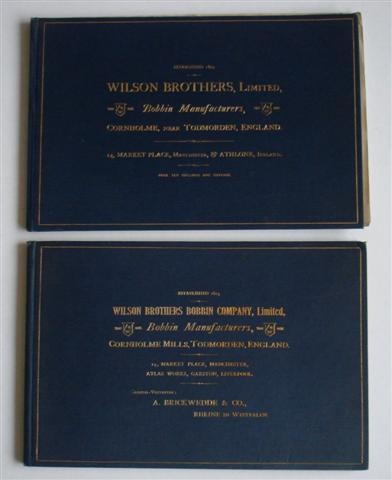 ESTABLISHED 1823
WILSON BROTHERS, LIMITED,
Bobbin Manufacturers,
CORNHOLME, NEAR TODMORDEN, ENGLAND.
14, MARKET PLACE, MANCHESTER, & ATHLONE, IRELAND.
ESTABLISHED 1823
WILSON BROTHERS BOBBIN COMPANY, Limited,
Bobbin Manufacturers,
CORNHOLME MILLS, TODMORDEN, ENGLAND.
14, MARKET PLACE, MANCHESTER,
ATLAS WORKS, GARSTON, LIVERPOOL.
A. BRICKWEDDE & CO.,
RHEINE IN WESTFALEN